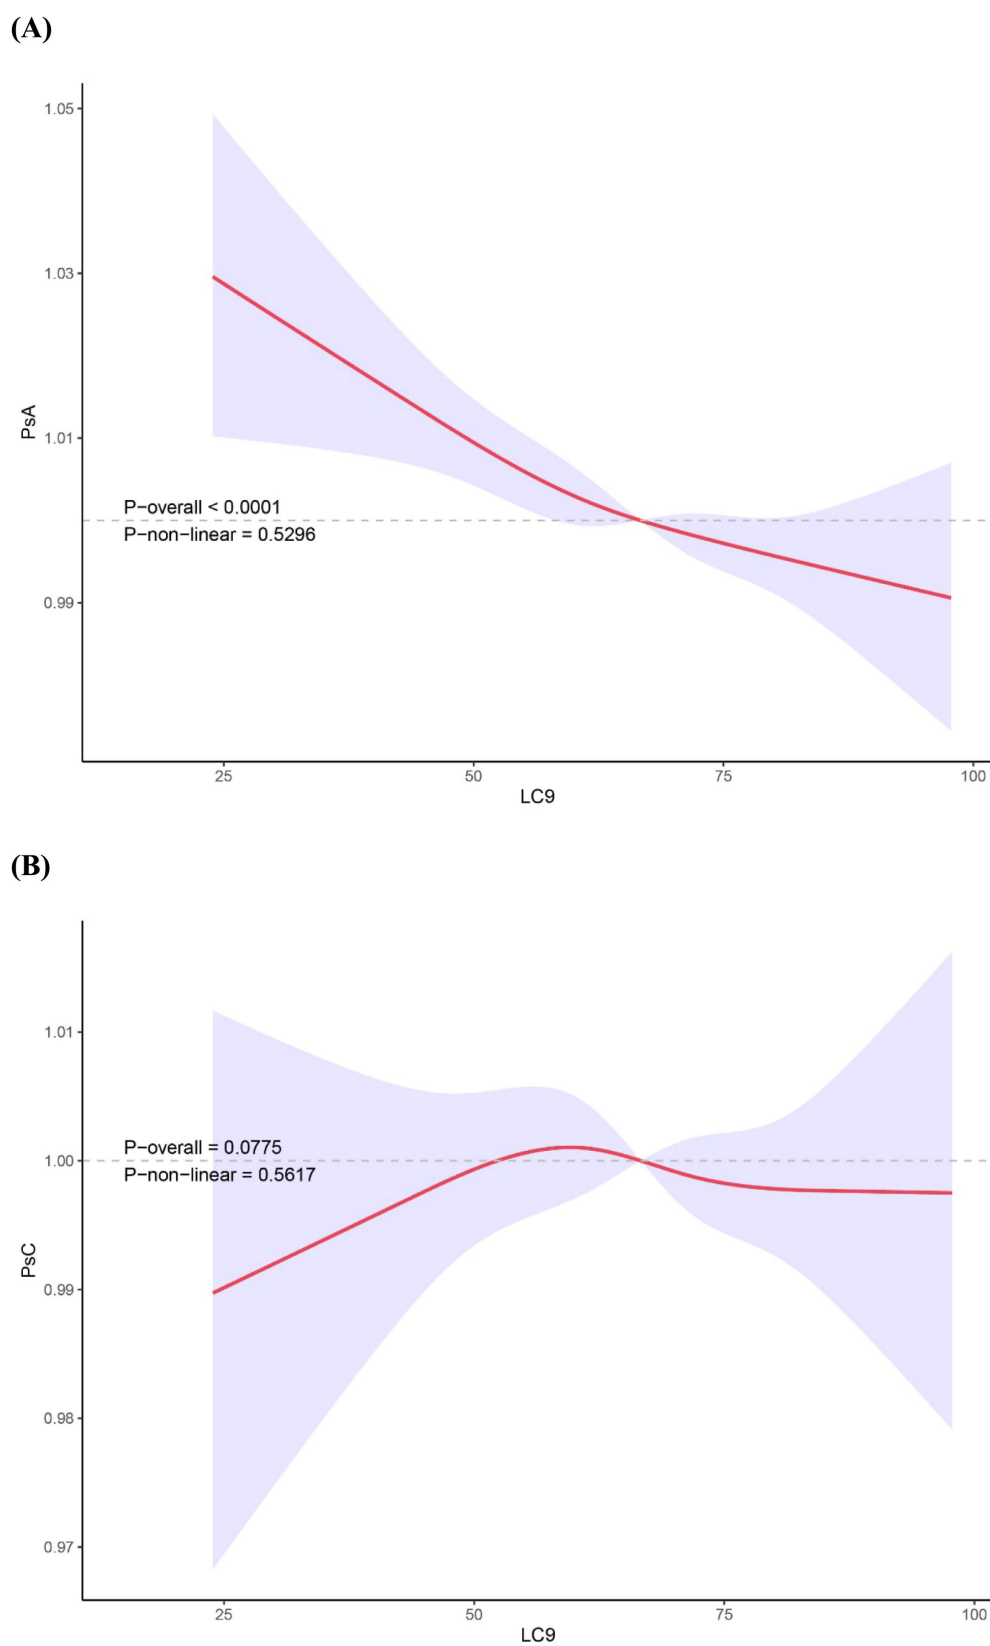 (A)
1.05
1.03
1.01
0.99
PsA
P−overall < 0.0001
P−non−linear = 0.5296
25
50
75
100
LC9
(B)
1.01
1.00
0.99
0.98
0.97
PsC
P−overall = 0.0775
P−non−linear = 0.5617
25
50
75
100
LC9